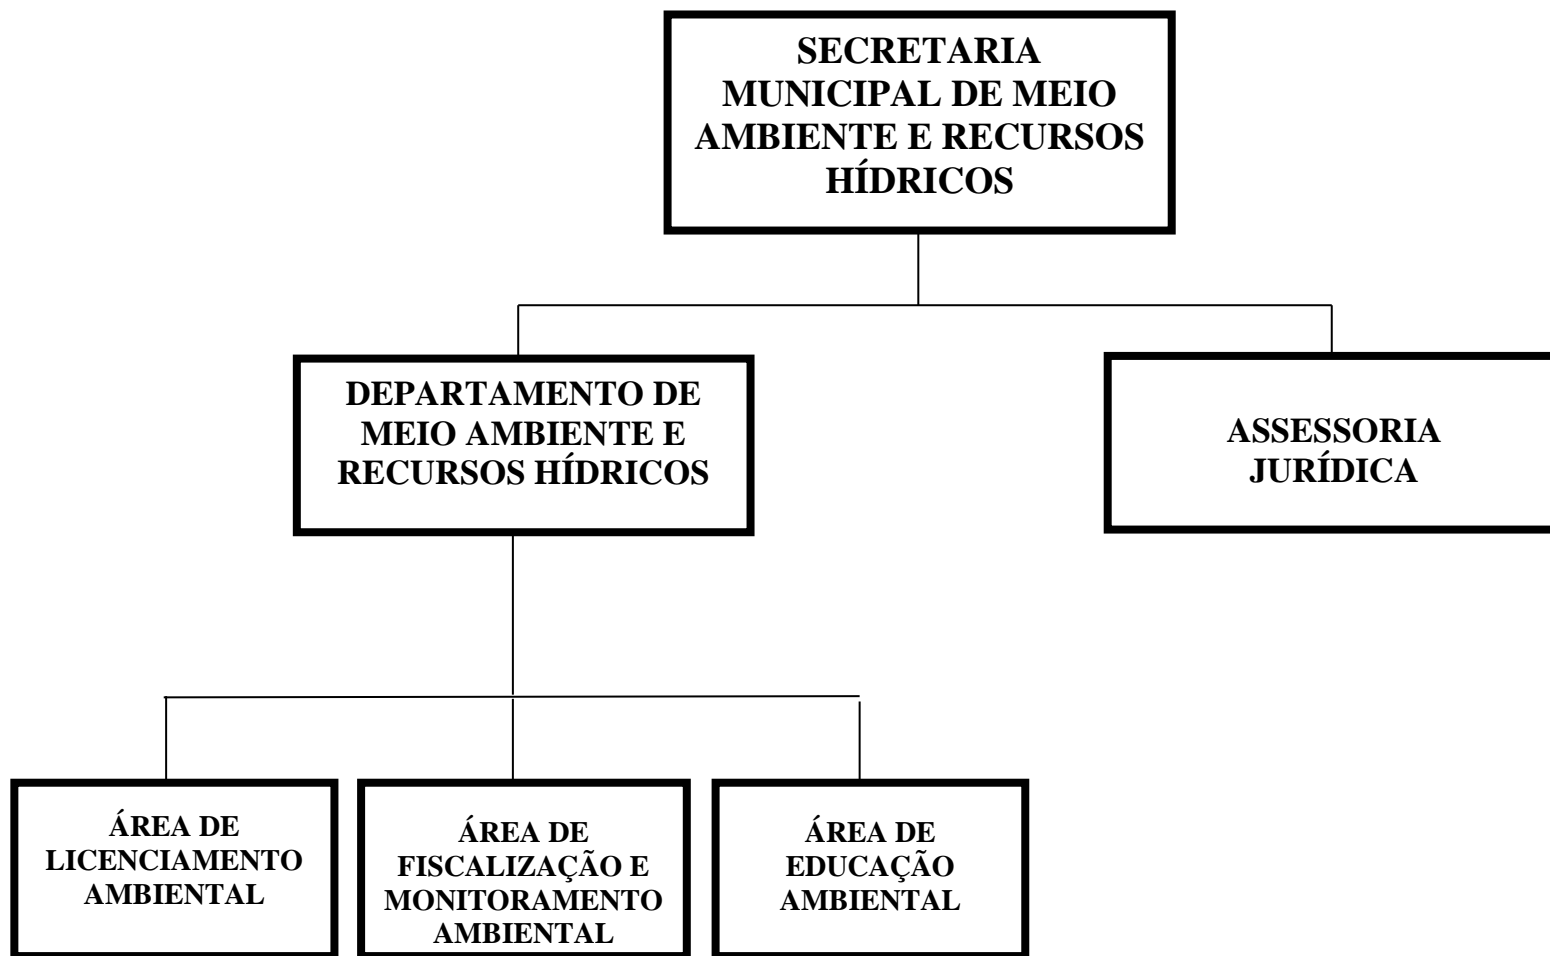 SECRETARIA
MUNICIPAL DE MEIO
AMBIENTE E RECURSOS
HÍDRICOS
DEPARTAMENTO DE
MEIO AMBIENTE E
RECURSOS HÍDRICOS
ASSESSORIA
JURÍDICA
ÁREA DE
LICENCIAMENTO
AMBIENTAL
ÁREA DE
FISCALIZAÇÃO E
MONITORAMENTO
AMBIENTAL
ÁREA DE
EDUCAÇÃO
AMBIENTAL